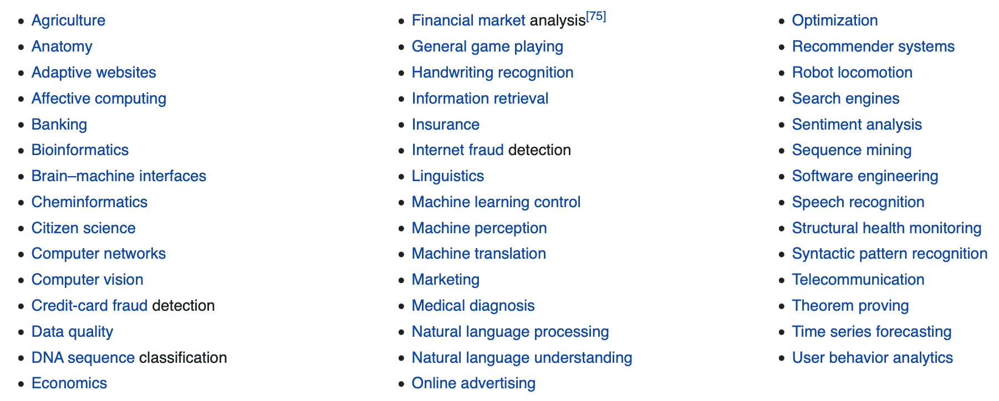 Agriculture
Anatomy
Adaptive websites
Affective computing
Banking
Bioinformatics
Brain–machine interfaces
Cheminformatics
Citizen science
Computer networks
Computer vision
Credit-card fraud detection
Data quality
DNA sequence classification
Economics
Financial market analysis[75]
General game playing
Handwriting recognition
Information retrieval
Insurance
Internet fraud detection
Linguistics
Machine learning control
Machine perception
Machine translation
Marketing
Medical diagnosis
Natural language processing
Natural language understanding
Online advertising
Optimization
Recommender systems
Robot locomotion
Search engines
Sentiment analysis
Sequence mining
Software engineering
Speech recognition
Structural health monitoring
Syntactic pattern recognition
Telecommunication
Theorem proving
Time series forecasting
User behavior analytics